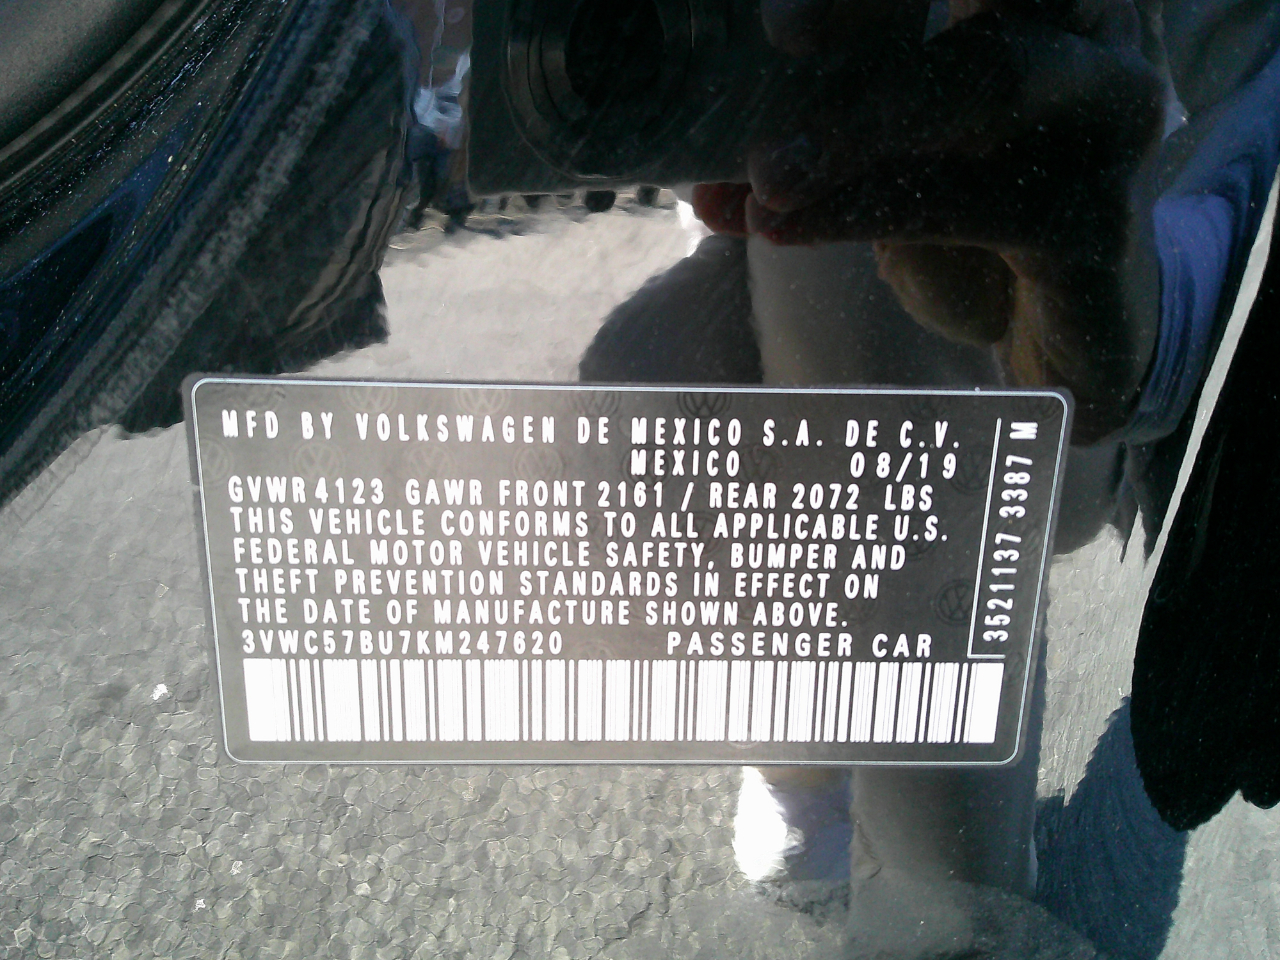 MFD BY VOLKSWAGEN DE MEXICO S.A. DE C.V.
MEXICO 08/19
GVWR 4123 GAWR FRONT 2161 / REAR 2072 LBS
THIS VEHICLE CONFORMS TO ALL APPLICABLE U.S.
FEDERAL MOTOR VEHICLE SAFETY, BUMPER AND
THEFT PREVENTION STANDARDS IN EFFECT ON
THE DATE OF MANUFACTURE SHOWN ABOVE.
3VWC57BU7KM247620 PASSENGER CAR
3521137 3387 M